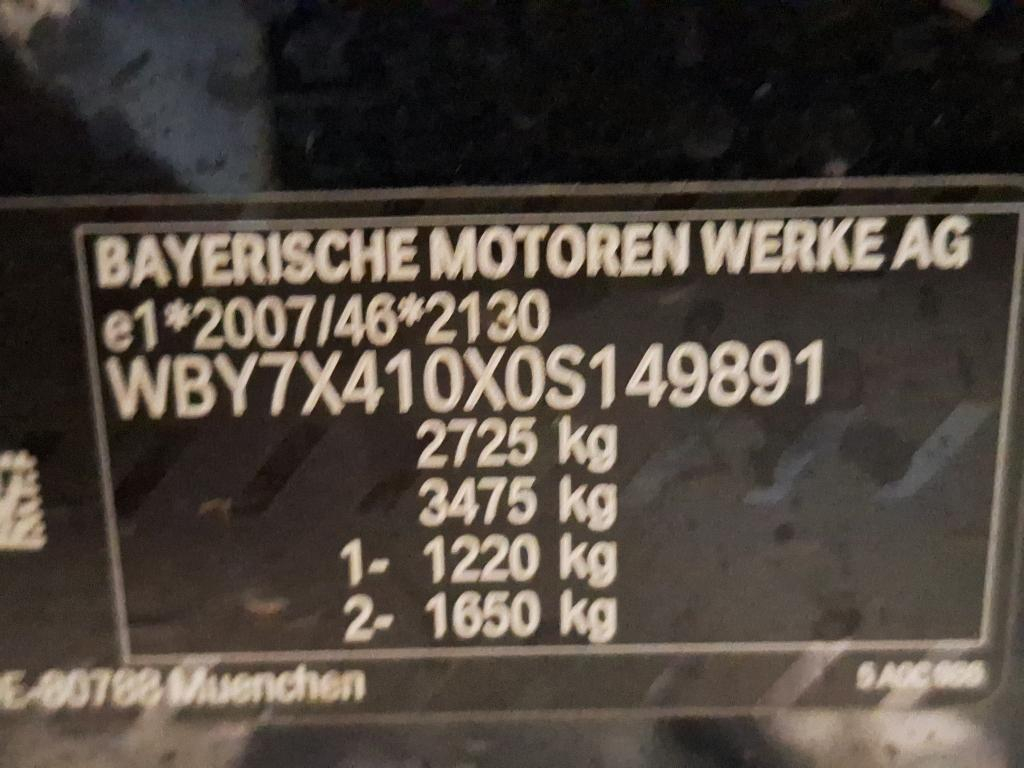 BAYERISCHE MOTOREN WERKE AG
e1*2007/46*2130
WBY7X410X0S149891
2725 kg
3475 kg
1- 1220 kg
2- 1650 kg
Muenchen